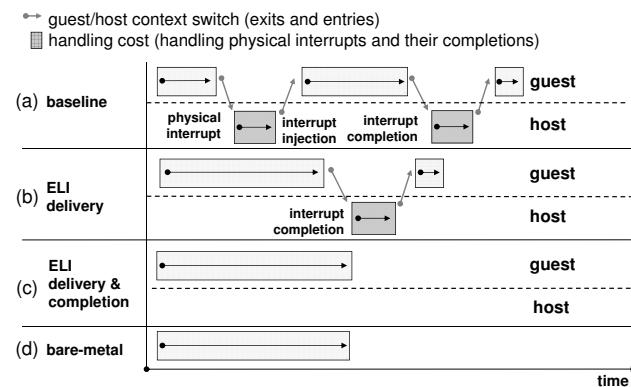 guest/host context switch (exits and entries)
handling cost (handling physical interrupts and their completions)
(a) baseline
guest
physical
interrupt
interrupt
injection
interrupt
completion
host
(b) ELI
delivery
guest
interrupt
completion
host
(c) ELI
delivery &
completion
guest
host
(d) bare-metal
time